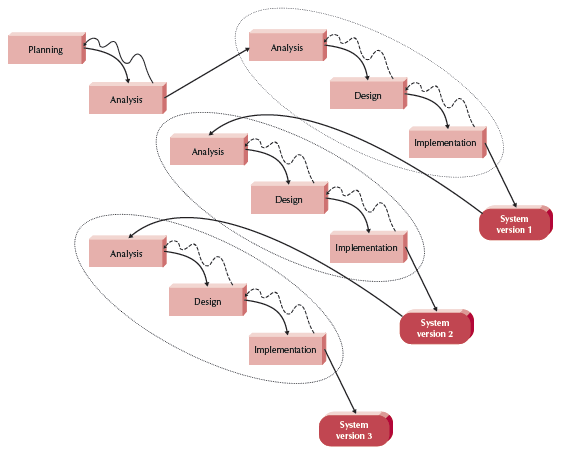 Planning
Analysis
Analysis
Design
Implementation
System
version 1
Analysis
Design
Implementation
System
version 2
Analysis
Design
Implementation
System
version 3